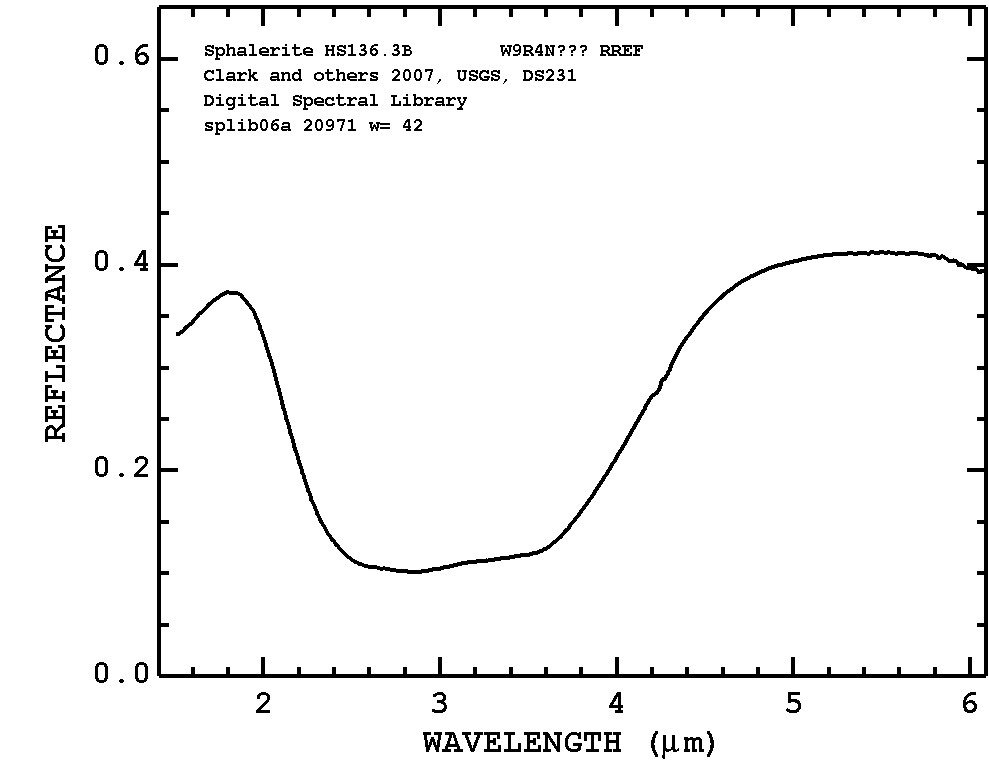 Sphalerite HS136.3B W9R4N??? RREF
Clark and others 2007, USGS, DS231
Digital Spectral Library
splib06a 20971 w= 42
REFLECTANCE
0.6
0.4
0.2
0.0
2 3 4 5 6
WAVELENGTH (μm)